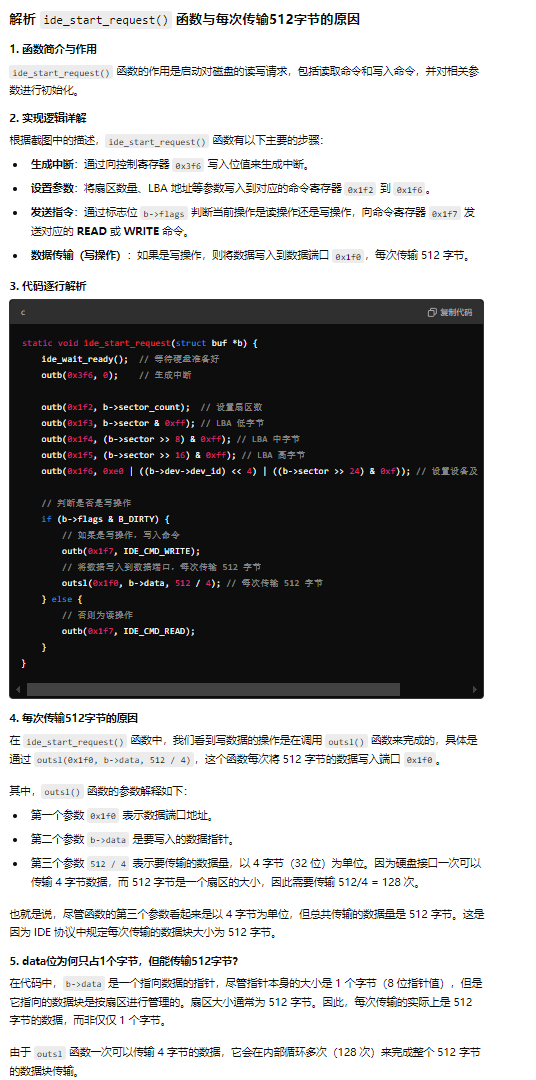 解析 ide_start_request() 函数与每次传输512字节的原因
1. 函数简介与作用
ide_start_request() 函数的作用是启动对磁盘的读写请求，包括读取命令和写入命令，并对相关参
数进行初始化。
2. 实现逻辑详解
根据截图中的描述，ide_start_request() 函数有以下主要的步骤：
• 生成中断：通过向控制寄存器 0x3f6 写入位值来生成中断。
• 设置参数：将扇区数量、LBA 地址等参数写入到对应的命令寄存器 0x1f2 到 0x1f6 。
• 发送指令：通过标志位 b->flags 判断当前操作是读操作还是写操作，向命令寄存器 0x1f7 发
送对应的 READ 或 WRITE 命令。
• 数据传输（写操作）：如果是写操作，则将数据写入到数据端口 0x1f0 ，每次传输 512 字节。
3. 代码逐行解析
c 复制代码
static void ide_start_request(struct buf *b) {
ide_wait_ready(); // 等待硬盘准备好
outb(0x3f6, 0); // 生成中断
outb(0x1f2, b->sector_count); // 设置扇区数
outb(0x1f3, b->sector & 0xff); // LBA 低字节
outb(0x1f4, (b->sector >> 8) & 0xff); // LBA 中字节
outb(0x1f5, (b->sector >> 16) & 0xff); // LBA 高字节
outb(0x1f6, 0xe0 | ((b->dev->dev_id) << 4) | ((b->sector >> 24) & 0xf)); // 设置设备及
// 判断是否是写操作
if (b->flags & B_DIRTY) {
// 如果是写操作，写入命令
outb(0x1f7, IDE_CMD_WRITE);
// 将数据写入到数据端口，每次传输 512 字节
outsl(0x1f0, b->data, 512 / 4); // 每次传输 512 字节
} else {
// 否则为读操作
outb(0x1f7, IDE_CMD_READ);
}
}
4. 每次传输512字节的原因
在 ide_start_request() 函数中，我们看到写数据的操作是在调用 outsl() 函数来完成的，具体是
通过 outsl(0x1f0, b->data, 512 / 4) ，这个函数每次将 512 字节的数据写入端口 0x1f0 。
其中，outsl() 函数的参数解释如下：
• 第一个参数 0x1f0 表示数据端口地址。
• 第二个参数 b->data 是要写入的数据指针。
• 第三个参数 512 / 4 表示要传输的数据量，以 4 字节（32 位）为单位。因为硬盘接口一次可以
传输 4 字节数据，而 512 字节是一个扇区的大小，因此需要传输 512/4 = 128 次。
也就是说，尽管函数的第三个参数看起来是以 4 字节为单位，但总共传输的数据量是 512 字节。这是
因为 IDE 协议中规定每次传输的数据块大小为 512 字节。
5. data位为何只占1个字节，但能传输512字节？
在代码中，b->data 是一个指向数据的指针，尽管指针本身的大小是 1 个字节（8 位指针值），但是
它指向的数据块是按扇区进行管理的。扇区大小通常为 512 字节。因此，每次传输的实际上是 512
字节的数据，而非仅仅 1 个字节。
由于 outsl 函数一次可以传输 4 字节的数据，它会在内部循环多次（128 次）来完成整个 512 字节
的数据块传输。